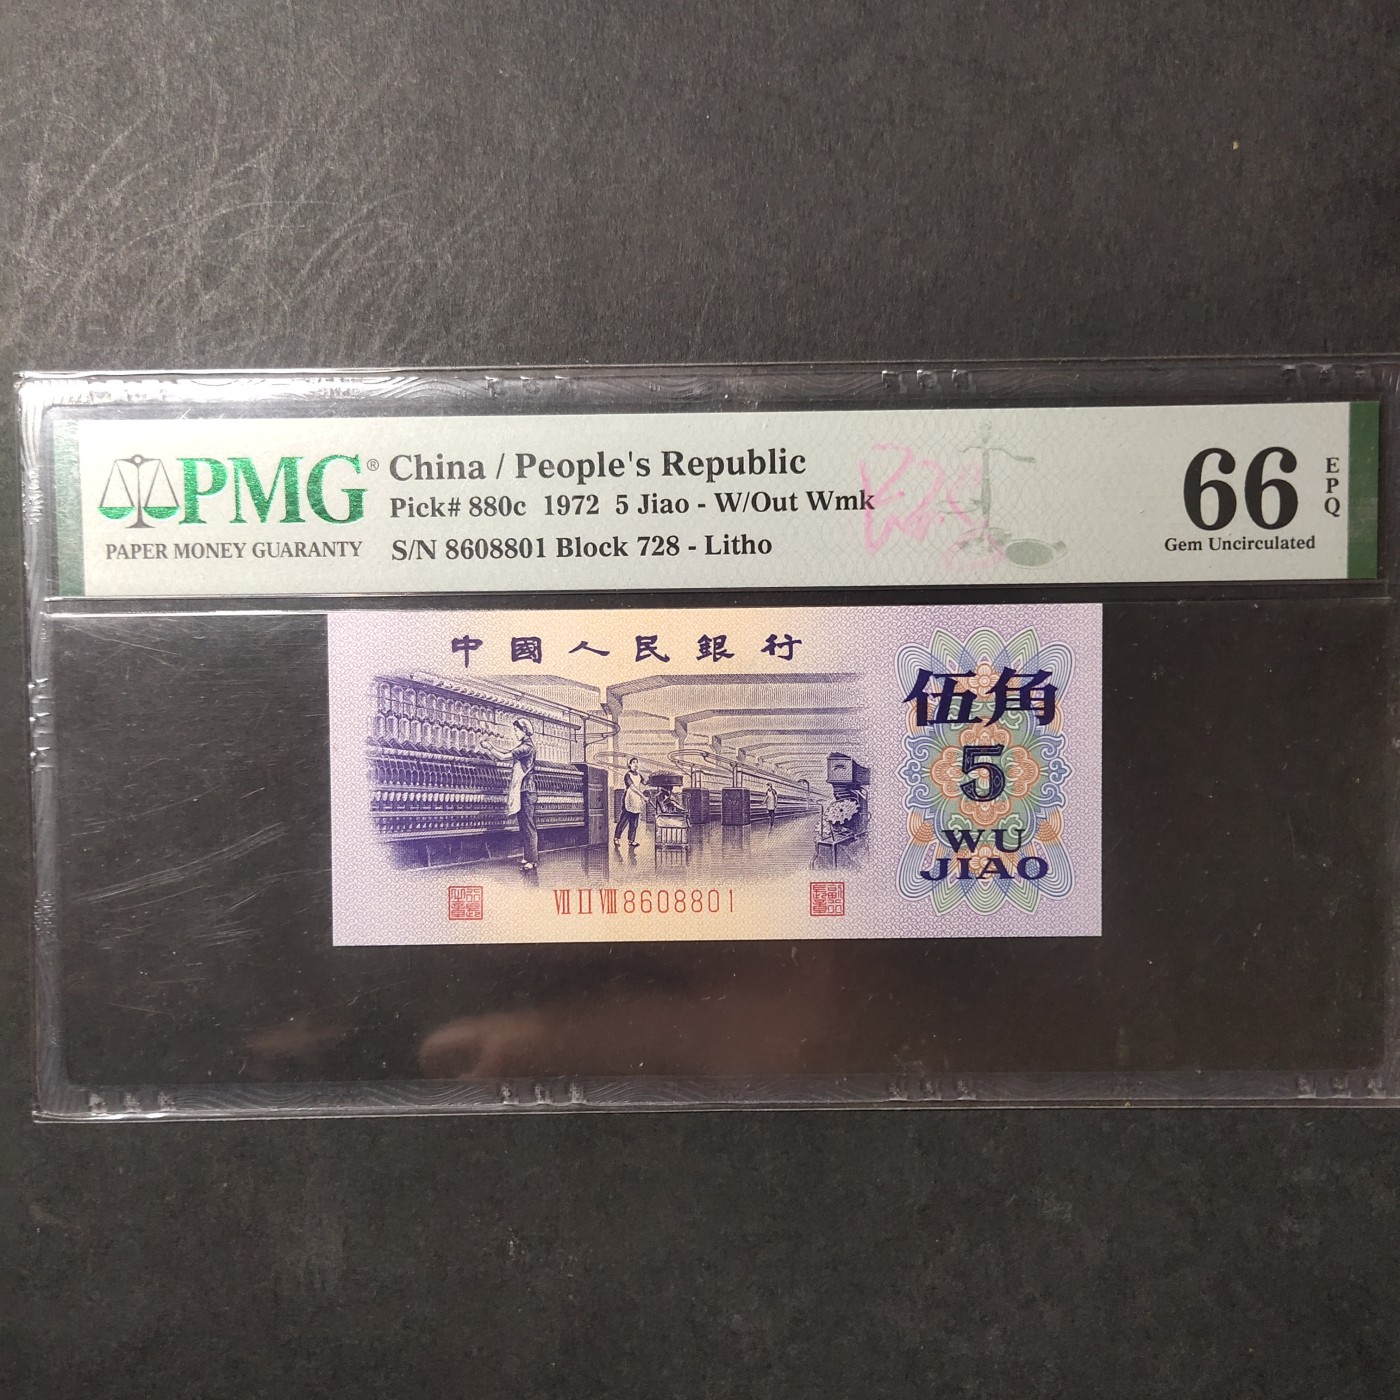 PMG®
PAPER MONEY GUARANTY
China / People's Republic
Pick# 880c 1972 5 Jiao - W/Out Wmk
S/N 8608801 Block 728 - Litho
66
EPQ
Gem Uncirculated
中國人民銀行
伍角
5
WU
JIAO
VII II VIII 8608801